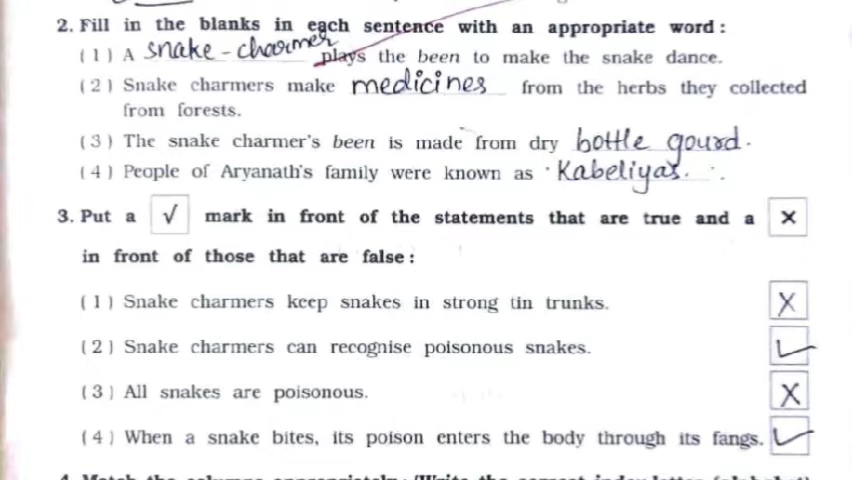 2. Fill in the blanks in each sentence with an appropriate word :
(1) A snake-charmer plays the been to make the snake dance.
(2) Snake charmers make medicines from the herbs they collected
from forests.
(3) The snake charmer's been is made from dry bottle gourd.
(4) People of Aryanath's family were known as 'Kabeliyas.
3. Put a √ mark in front of the statements that are true and a ×
in front of those that are false :
(1) Snake charmers keep snakes in strong tin trunks. X
(2) Snake charmers can recognise poisonous snakes. ✓
(3) All snakes are poisonous. X
(4) When a snake bites, its poison enters the body through its fangs. ✓